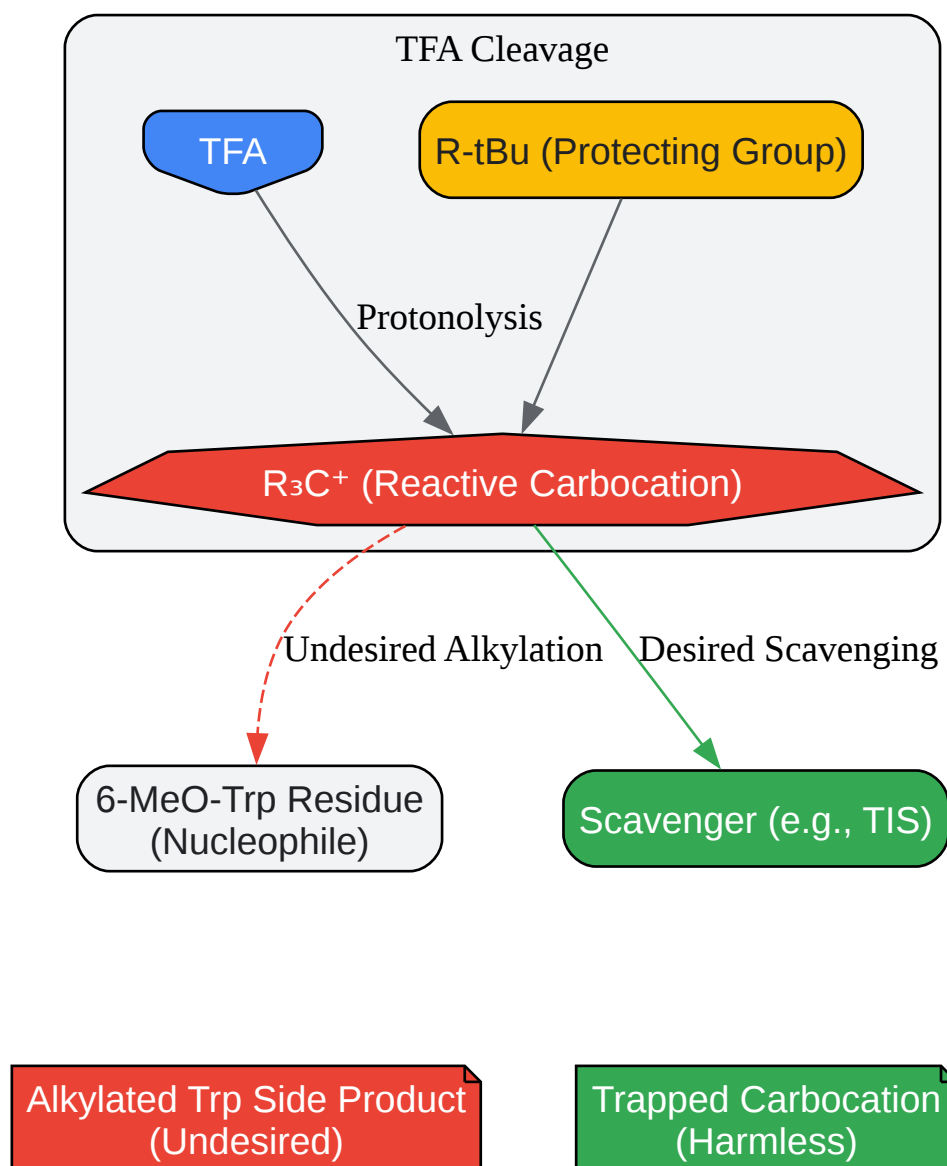 TFA Cleavage
TFA
R-tBu (Protecting Group)
Protonolysis
R₃C⁺ (Reactive Carbocation)
Undesired Alkylation
Desired Scavenging
6-MeO-Trp Residue
(Nucleophile)
Scavenger (e.g., TIS)
Alkylated Trp Side Product
(Undesired)
Trapped Carbocation
(Harmless)